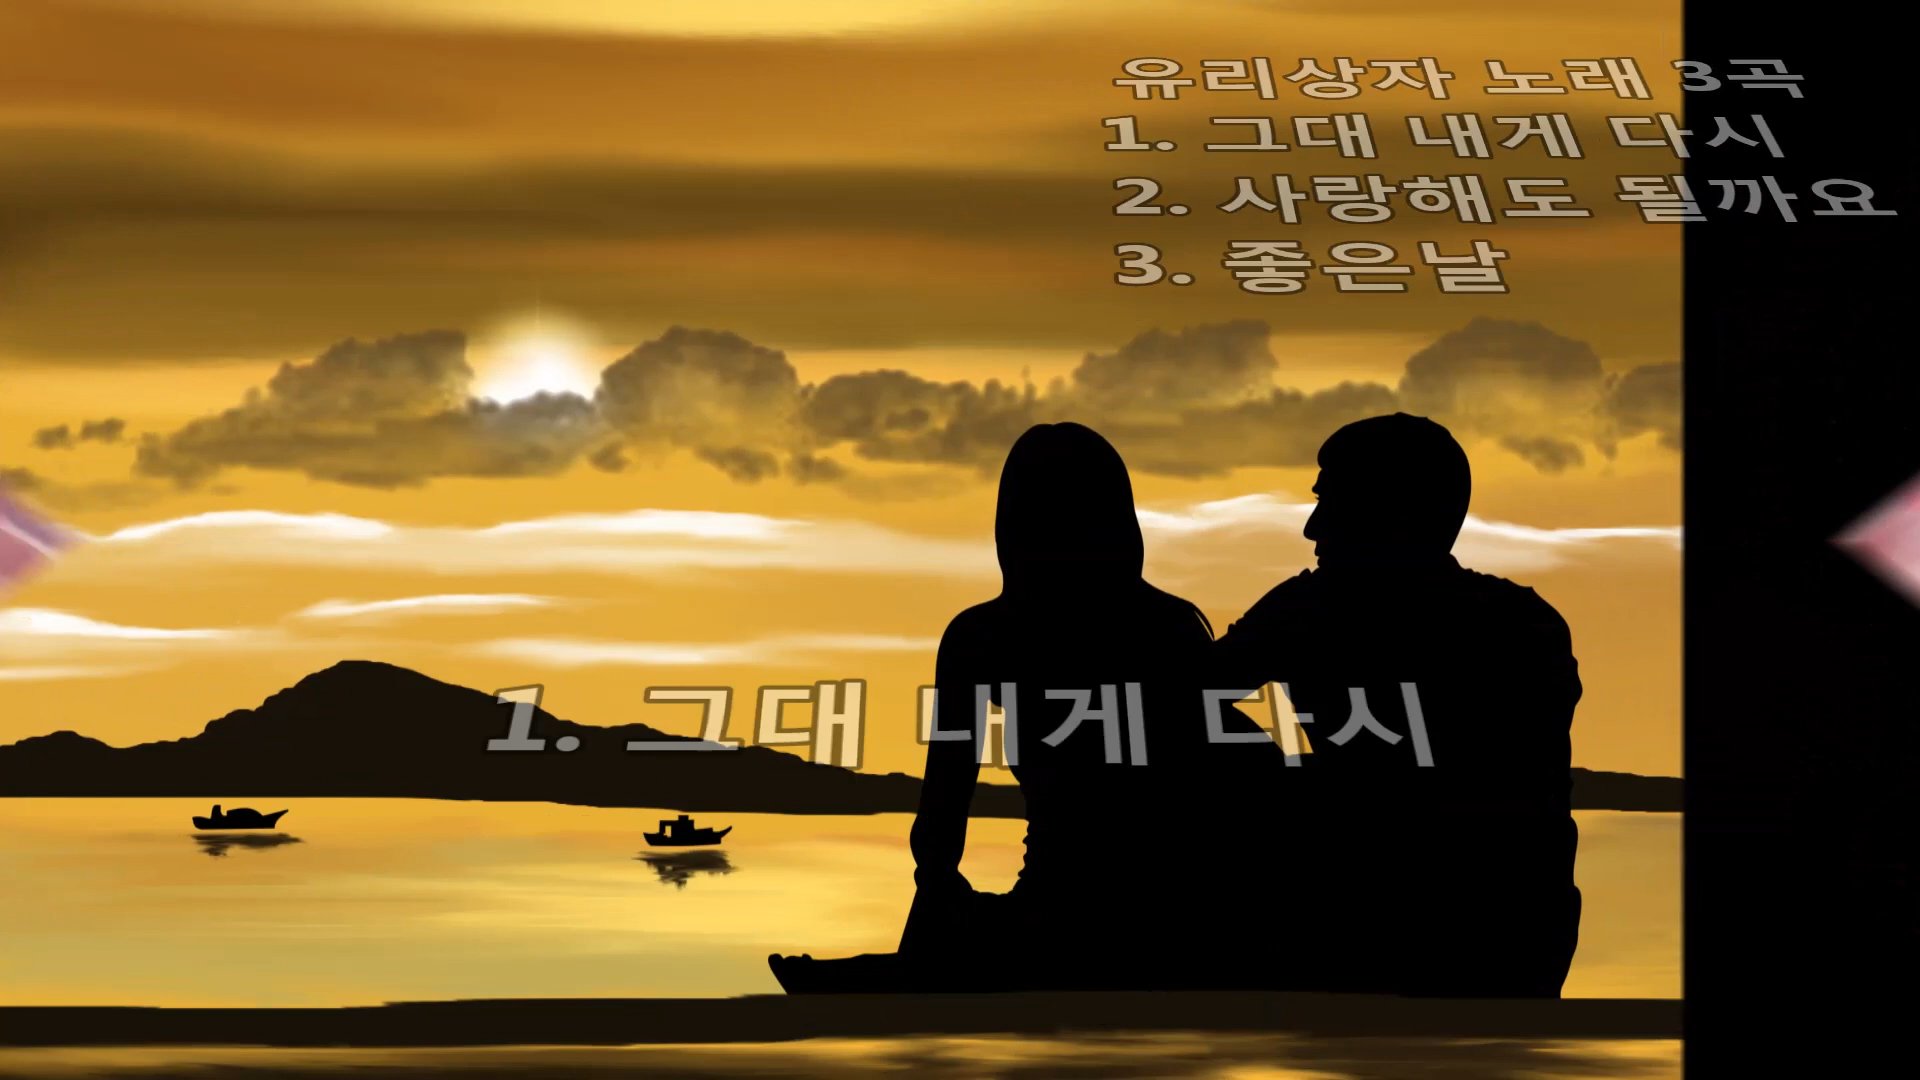 유리상자 노래 3곡
1. 그대 내게 다시
2. 사랑해도 될까요
3. 좋은날
1. 그대 내게 다시